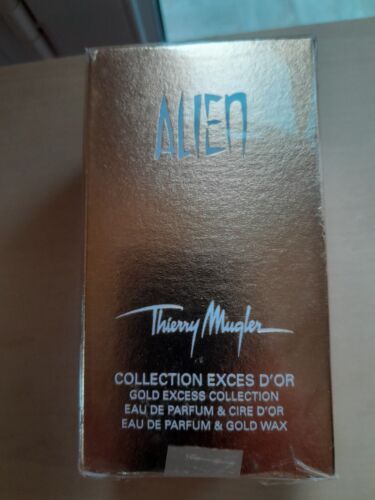 ALIEN
Thierry Mugler
COLLECTION EXCES D'OR
GOLD EXCESS COLLECTION
EAU DE PARFUM & CIRE D'OR
EAU DE PARFUM & GOLD WAX